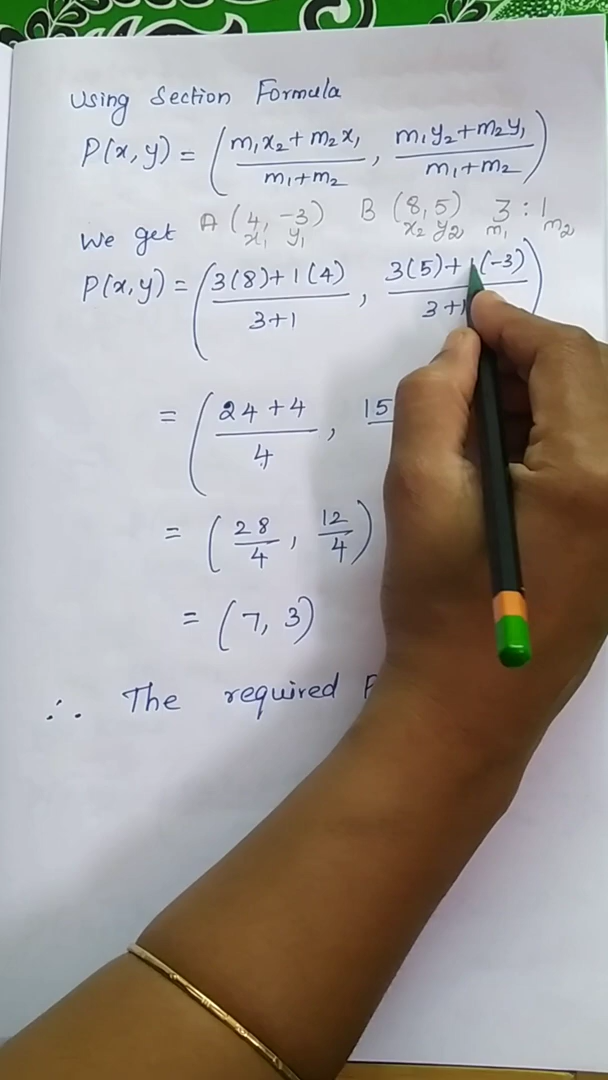 Using Section Formula
P(x, y) = ( m₁x₂ + m₂x₁ / m₁+m₂ , m₁y₂ + m₂y₁ / m₁+m₂ )
We get A (4, -3) B (8, 5) 3 : 1
x₁ y₁ x₂ y₂ m₁ m₂
P(x, y) = ( 3(8) + 1(4) / 3+1 , 3(5) + 1(-3) / 3+1 )
= ( 24 + 4 / 4 , 15
= ( 28 / 4 , 12 / 4 )
= (7, 3)
∴ The required